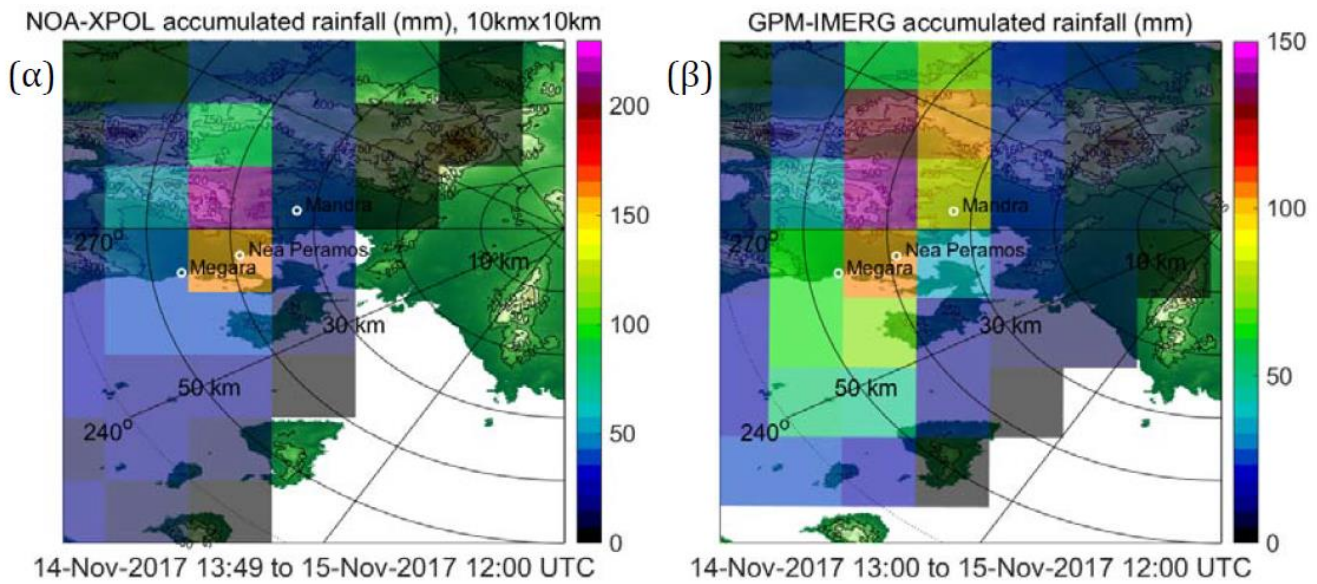 NOA-XPOL accumulated rainfall (mm), 10kmx10km
(α)
Mandra
270°
Nea Peramos
Megara
10 km
30 km
50 km
240°
200
150
100
50
0
14-Nov-2017 13:49 to 15-Nov-2017 12:00 UTC
GPM-IMERG accumulated rainfall (mm)
(β)
Mandra
270°
Nea Peramos
Megara
10 km
30 km
50 km
240°
150
100
50
0
14-Nov-2017 13:00 to 15-Nov-2017 12:00 UTC